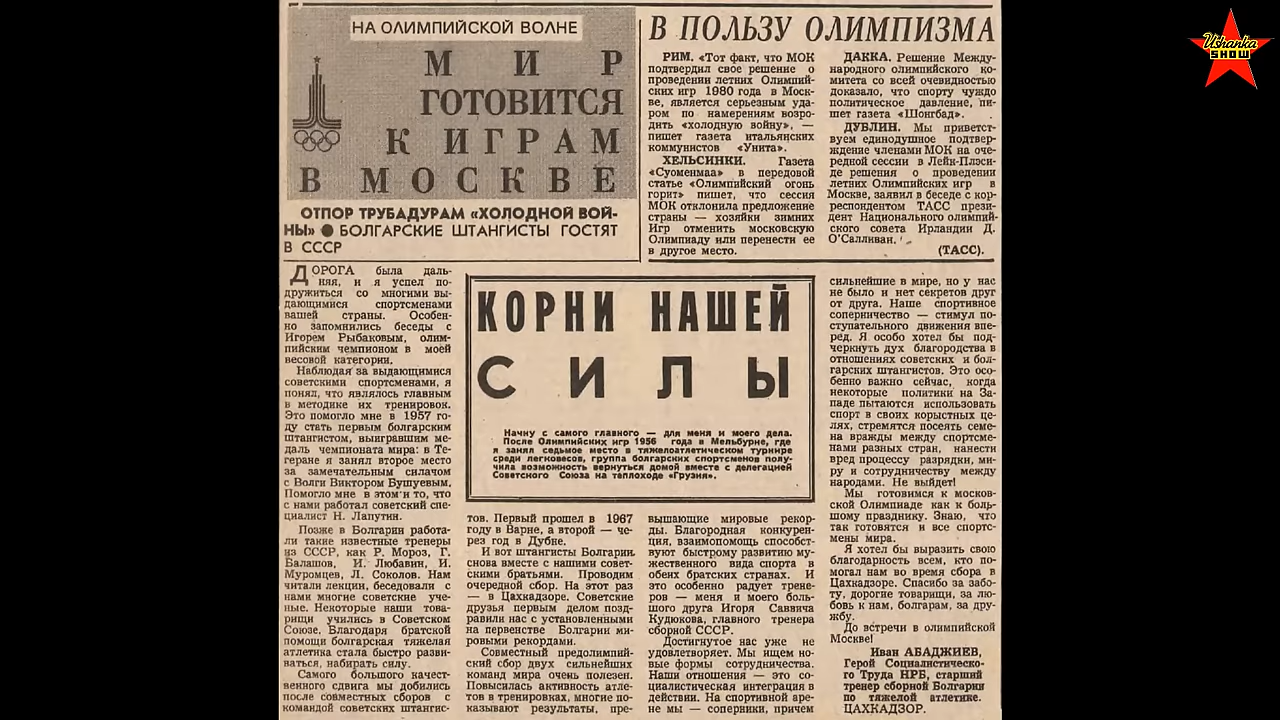 НА ОЛИМПИЙСКОЙ ВОЛНЕ
МИР
ГОТОВИТСЯ
К ИГРАМ
В МОСКВЕ
ОТПОР ТРУБАДУРАМ «ХОЛОДНОЙ ВОЙ-
НЫ» ● БОЛГАРСКИЕ ШТАНГИСТЫ ГОСТЯТ
В СССР
В ПОЛЬЗУ ОЛИМПИЗМА
РИМ. «Тот факт, что МОК
подтвердил свое решение о
проведении летних Олимпий-
ских игр 1980 года в Моск-
ве, является серьезным уда-
ром по намерениям возро-
дить «холодную войну», —
пишет газета итальянских
коммунистов «Унита».
ХЕЛЬСИНКИ. Газета
«Суоменмаа» в передовой
статье «Олимпийский огонь
горит» пишет, что сессия
МОК отклонила предложение
страны — хозяйки зимних
Игр отменить московскую
Олимпиаду или перенести ее
в другое место.
ДАККА. Решение Между-
народного олимпийского ко-
митета со всей очевидностью
доказало, что спорту чуждо
политическое давление, пи-
шет газета «Шонгбад».
ДУБЛИН. Мы приветст-
вуем единодушное подтвер-
ждение членами МОК на оче-
редной сессии в Лейк-Плэси-
де решения о проведении
летних Олимпийских игр в
Москве, заявил в беседе с кор-
респондентом ТАСС прези-
дент Национального олимпий-
ского совета Ирландии Д.
О'Салливан.
(ТАСС).
КОРНИ НАШЕЙ
СИЛЫ
Начну с самого главного — для меня и моего дела.
После Олимпийских игр 1956 года в Мельбурне, где
я занял седьмое место в тяжелоатлетическом турнире
среди легковесов, группа болгарских спортсменов полу-
чила возможность вернуться домой вместе с делегацией
Советского Союза на теплоходе «Грузия».
ДОРОГА была даль-
няя, и я успел по-
дружиться со многими вы-
дающимися спортсменами
вашей страны. Особен-
но запомнились беседы с
Игорем Рыбаковым, олим-
пийским чемпионом в моей
весовой категории.
Наблюдая за выдающимися
советскими спортсменами, я
понял, что являлось главным
в методике их тренировок.
Это помогло мне в 1957 го-
ду стать первым болгарским
штангистом, выигравшим ме-
даль чемпионата мира: в Те-
геране я занял второе место
за замечательным силачом
с Волги Виктором Бушуевым.
Помогло мне в этом и то, что
с нами работал советский спе-
циалист Н. Лапутин.
Позже в Болгарии работа-
ли такие известные тренеры
из СССР, как Р. Мороз, Г.
Балашов, И. Любавин, И.
Муромцев, Л. Соколов. Нам
читали лекции, беседовали с
нами многие советские уче-
ные. Некоторые наши това-
рищи учились в Советском
Союзе. Благодаря братской
помощи болгарская тяжелая
атлетика стала быстро разви-
ваться, набирать силу.
Самого большого качест-
венного сдвига мы добились
после совместных сборов с
командой советских штангис-
тов. Первый прошел в 1967
году в Варне, а второй — че-
рез год в Дубне.
И вот штангисты Болгарии
снова вместе с нашими совет-
скими братьями. Проводим
очередной сбор. На этот раз
— в Цахкадзоре. Советские
друзья первым делом позд-
равили нас с установленными
на первенстве Болгарии ми-
ровыми рекордами.
Совместный предолимпий-
ский сбор двух сильнейших
команд мира очень полезен.
Повысилась активность атле-
тов в тренировках, многие по-
казывают результаты, пре-
вышающие мировые рекор-
ды. Благородная конкурен-
ция, взаимопомощь способст-
вуют быстрому развитию му-
жественного вида спорта в
обеих братских странах. И
это особенно радует трене-
ров — меня и моего боль-
шого друга Игоря Саввича
Кудюкова, главного тренера
сборной СССР.
Достигнутое нас уже не
удовлетворяет. Мы ищем но-
вые формы сотрудничества.
Наши отношения — это со-
циалистическая интеграция в
действии. На спортивной аре-
не мы — соперники, причем
сильнейшие в мире, но у нас
не было и нет секретов друг
от друга. Наше спортивное
соперничество — стимул по-
ступательного движения впе-
ред. Я особо хотел бы под-
черкнуть дух благородства в
отношениях советских и бол-
гарских штангистов. Это осо-
бенно важно сейчас, когда
некоторые политики на За-
паде пытаются использовать
спорт в своих корыстных це-
лях, стремятся посеять семе-
на вражды между спортсме-
нами разных стран, нанести
вред процессу разрядки, ми-
ру и сотрудничеству между
народами. Не выйдет!
Мы готовимся к москов-
ской Олимпиаде как к боль-
шому празднику. Знаю, что
так готовятся и все спортс-
мены мира.
Я хотел бы выразить свою
благодарность всем, кто по-
могал нам во время сбора в
Цахкадзоре. Спасибо за забо-
ту, дорогие товарищи, за лю-
бовь к нам, болгарам, за дру-
жбу.
До встречи в олимпийской
Москве!
Иван АБАДЖИЕВ,
Герой Социалистическо-
го Труда НРБ, старший
тренер сборной Болгарии
по тяжелой атлетике.
ЦАХКАДЗОР.
Ushanka
SHOW